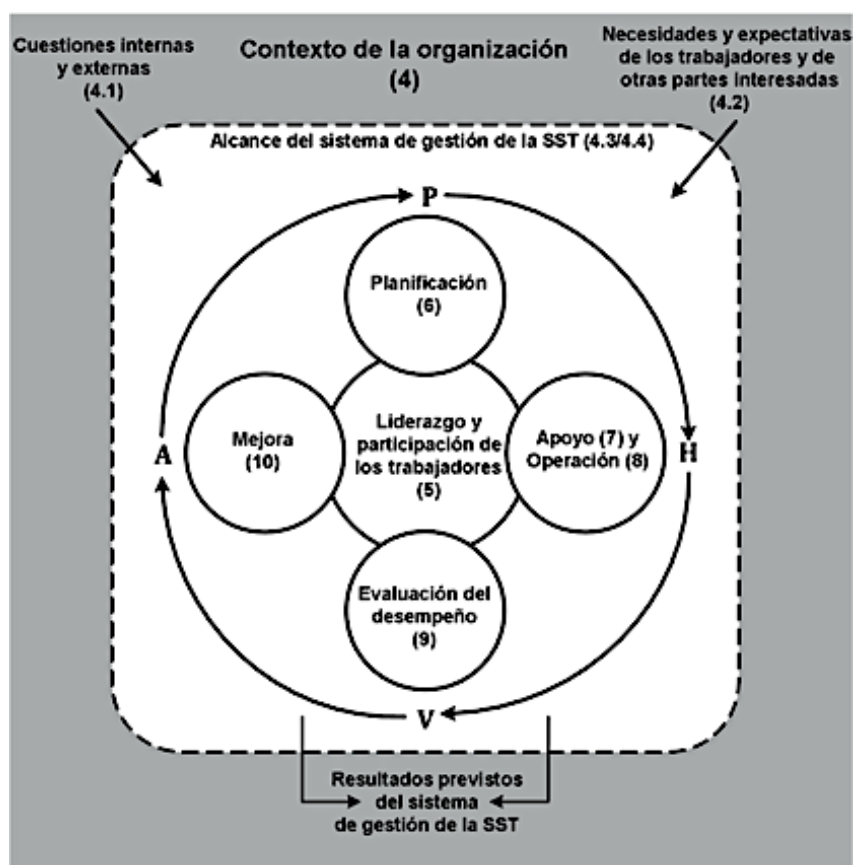 Contexto de la organización
(4)
Cuestiones internas
y externas
(4.1)
Necesidades y expectativas
de los trabajadores y de
otras partes interesadas
(4.2)
Alcance del sistema de gestión de la SST (4.3/4.4)
P
Planificación
(6)
A
Mejora
(10)
Liderazgo y
participación de
los trabajadores
(5)
Apoyo (7) y
Operación (8)
H
Evaluación del
desempeño
(9)
V
Resultados previstos
del sistema
de gestión de la SST